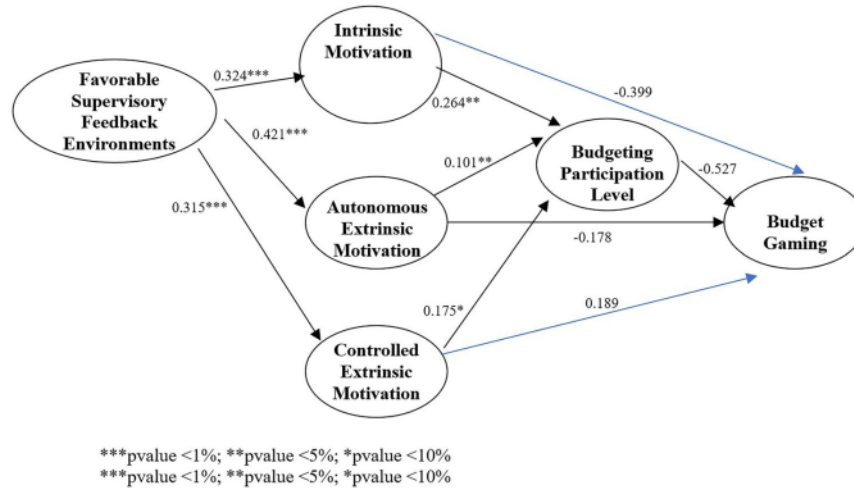 Intrinsic
Motivation
-0.399
0.324***
Favorable
Supervisory
Feedback
Environments
0.264**
0.421***
Budgeting
Participation
Level
-0.527
0.101**
0.315***
Autonomous
Extrinsic
Motivation
-0.178
Budget
Gaming
0.175*
0.189
Controlled
Extrinsic
Motivation
***pvalue <1%; **pvalue <5%; *pvalue <10%
***pvalue <1%; **pvalue <5%; *pvalue <10%